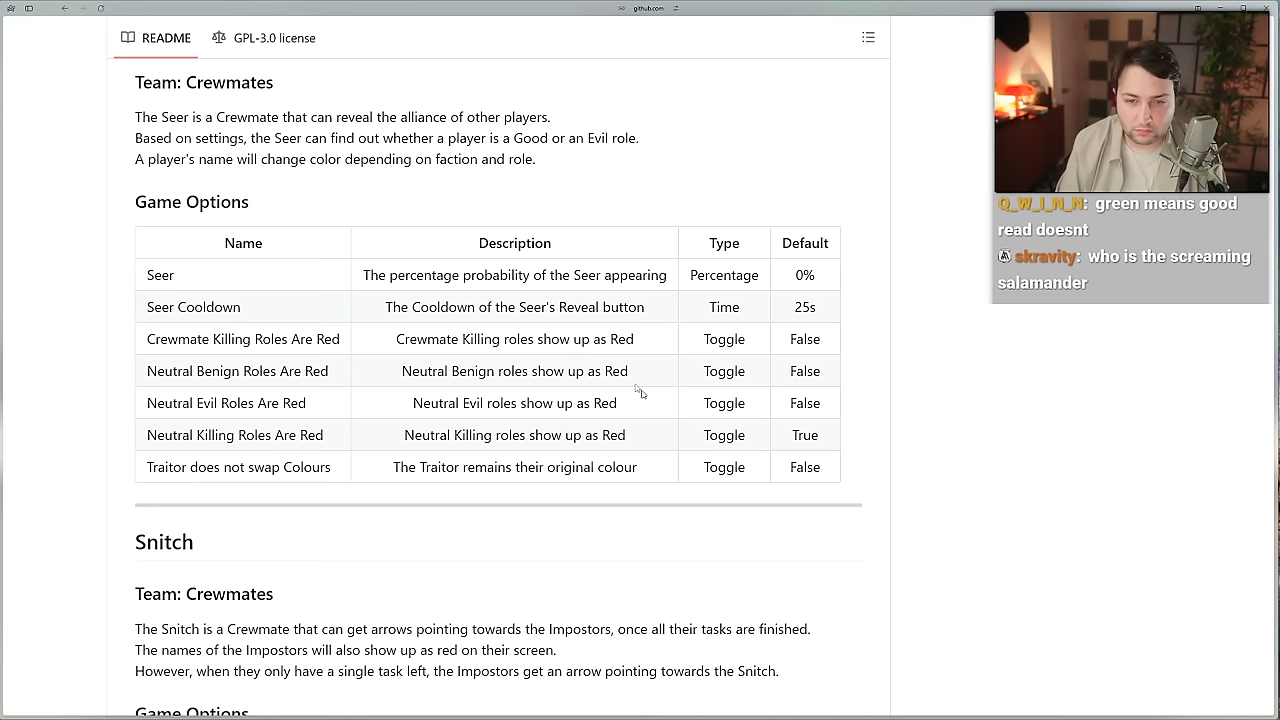 github.com
README
GPL-3.0 license
Team: Crewmates
The Seer is a Crewmate that can reveal the alliance of other players.
Based on settings, the Seer can find out whether a player is a Good or an Evil role.
A player's name will change color depending on faction and role.
Game Options
Name Description Type Default
Seer The percentage probability of the Seer appearing Percentage 0%
Seer Cooldown The Cooldown of the Seer's Reveal button Time 25s
Crewmate Killing Roles Are Red Crewmate Killing roles show up as Red Toggle False
Neutral Benign Roles Are Red Neutral Benign roles show up as Red Toggle False
Neutral Evil Roles Are Red Neutral Evil roles show up as Red Toggle False
Neutral Killing Roles Are Red Neutral Killing roles show up as Red Toggle True
Traitor does not swap Colours The Traitor remains their original colour Toggle False
Snitch
Team: Crewmates
The Snitch is a Crewmate that can get arrows pointing towards the Impostors, once all their tasks are finished.
The names of the Impostors will also show up as red on their screen.
However, when they only have a single task left, the Impostors get an arrow pointing towards the Snitch.
Game Options
Q_W_I_N_N: green means good
read doesnt
skravity: who is the screaming
salamander